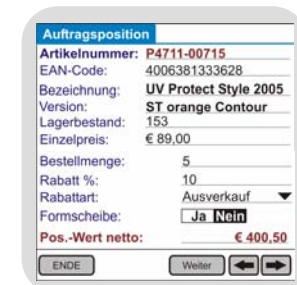 Auftragsposition
Artikelnummer: P4711-00715
EAN-Code: 4006381333628
Bezeichnung: UV Protect Style 2005
Version: ST orange Contour
Lagerbestand: 153
Einzelpreis: € 89,00
Bestellmenge: 5
Rabatt %: 10
Rabattart: Ausverkauf
Formscheibe: Ja Nein
Pos.-Wert netto: € 400,50
ENDE Weiter